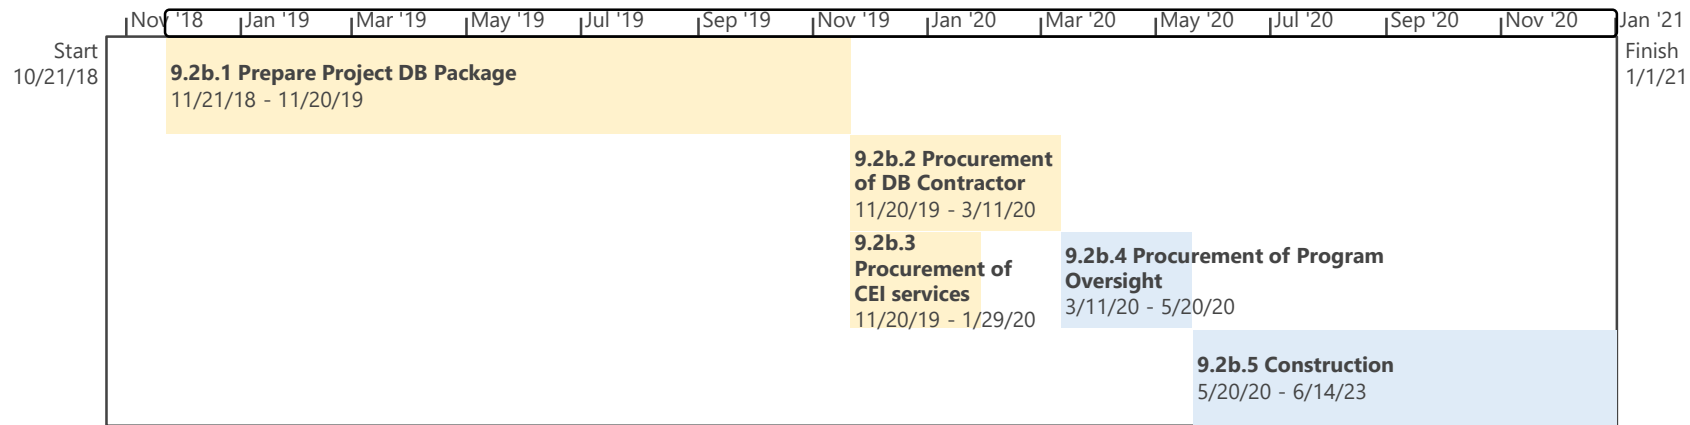 Nov '18
Jan '19
Mar '19
May '19
Jul '19
Sep '19
Nov '19
Jan '20
Mar '20
May '20
Jul '20
Sep '20
Nov '20
Jan '21
Start
10/21/18
Finish
1/1/21
9.2b.1 Prepare Project DB Package
11/21/18 - 11/20/19
9.2b.2 Procurement
of DB Contractor
11/20/19 - 3/11/20
9.2b.3
Procurement of
CEI services
11/20/19 - 1/29/20
9.2b.4 Procurement of Program
Oversight
3/11/20 - 5/20/20
9.2b.5 Construction
5/20/20 - 6/14/23